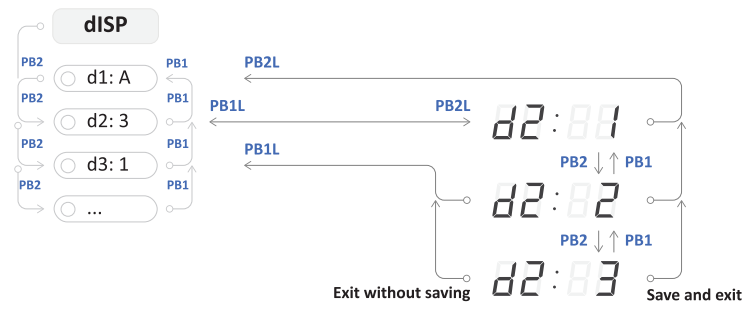 dISP
PB2 PB1 PB2L
d1: A
PB2 PB1 PB1L PB2L
d2: 3 d2: 1
PB2 PB1 PB1L PB2 PB1
d3: 1
PB2 PB1
... d2: 2
PB2 PB1
d2: 3
Exit without saving Save and exit